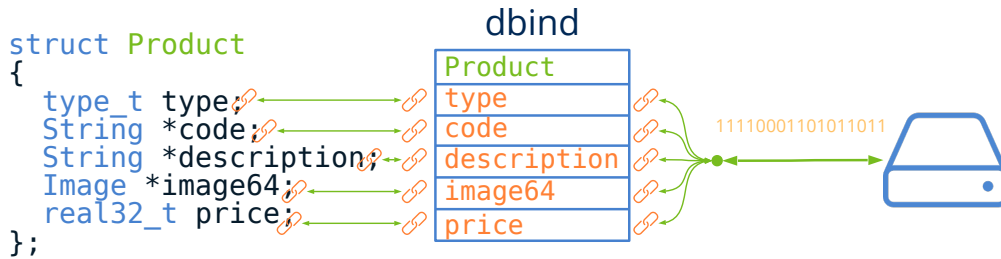 dbind
struct Product
{
type_t type;
String *code;
String *description;
Image *image64;
real32_t price;
};
Product
type
code
description
image64
price
11110001101011011